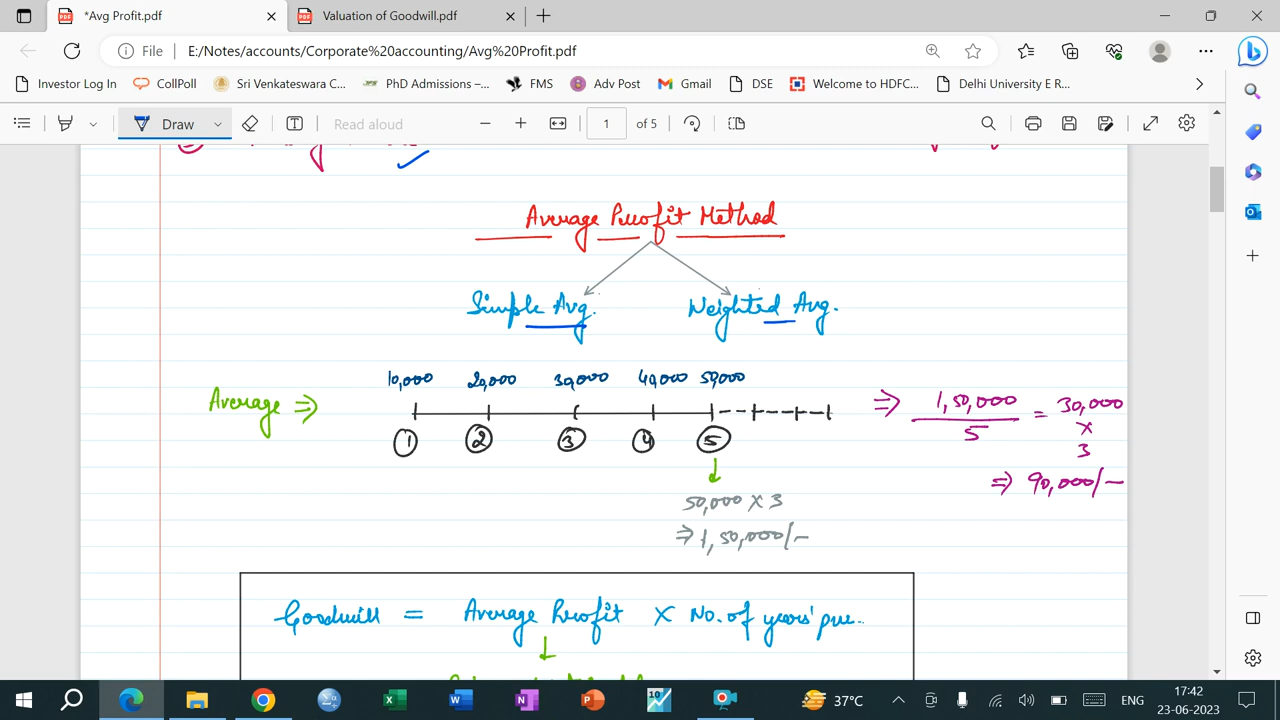 *Avg Profit.pdf
Valuation of Goodwill.pdf
File E:/Notes/accounts/Corporate%20accounting/Avg%20Profit.pdf
Investor Log In CollPoll Sri Venkateswara C... PhD Admissions –... FMS Adv Post Gmail DSE Welcome to HDFC... Delhi University E R...
Draw Read aloud 1 of 5
Average Profit Method
Simple Avg. Weighted Avg.
10,000 20,000 30,000 40,000 50,000
Average ⇒
⇒ 1,50,000 = 30,000
5
x
3
① ② ③ ④ ⑤
⇒ 90,000/-
50,000 x 3
⇒ 1,50,000/-
Goodwill = Average Profit x No. of years' pur.
37°C ENG 17:42
23-06-2023